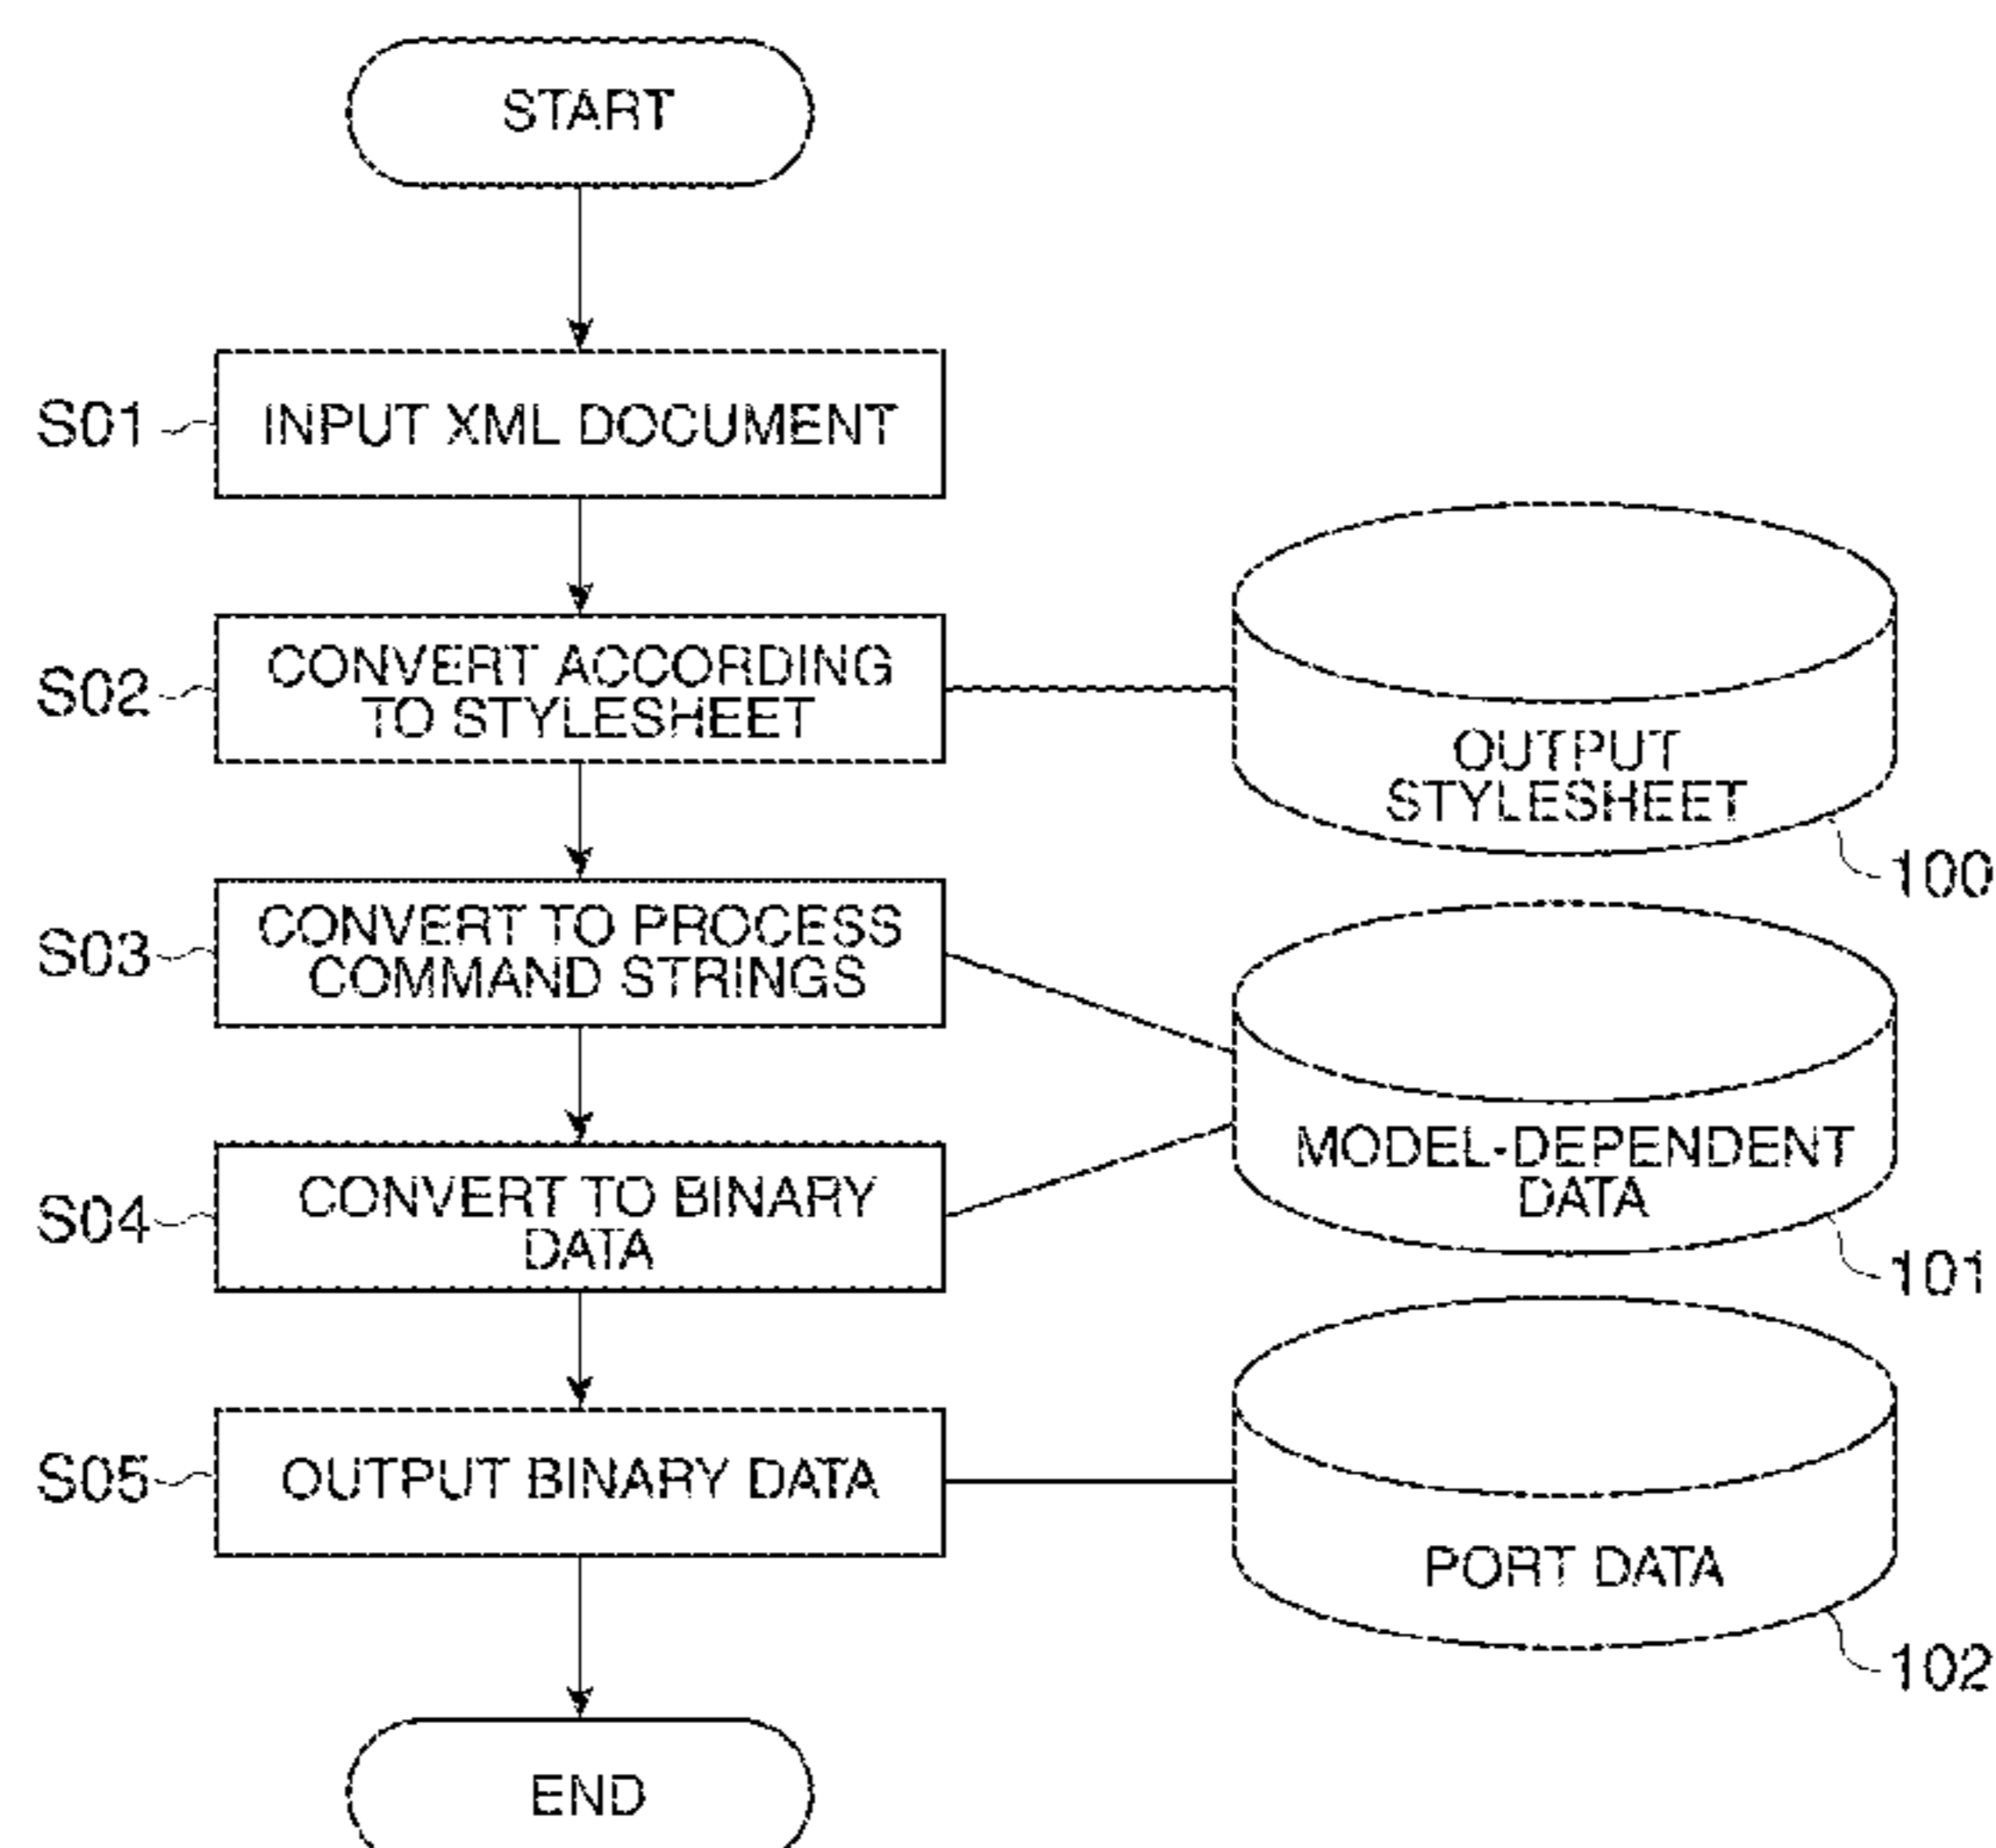 START
S01
INPUT XML DOCUMENT
S02
CONVERT ACCORDING
TO STYLESHEET
OUTPUT
STYLESHEET
100
S03
CONVERT TO PROCESS
COMMAND STRINGS
MODEL-DEPENDENT
DATA
101
S04
CONVERT TO BINARY
DATA
S05
OUTPUT BINARY DATA
PORT DATA
102
END